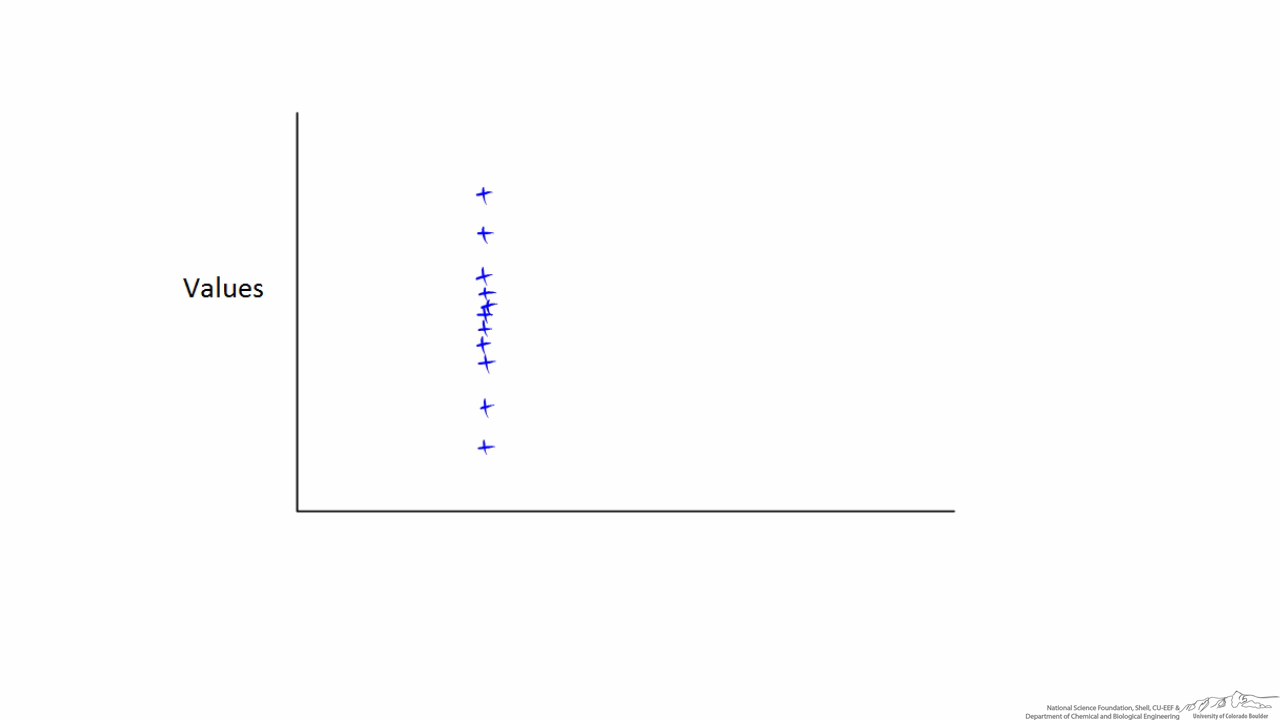 Values
National Science Foundation, Shell, CU-EEF &
Department of Chemical and Biological Engineering
University of Colorado Boulder